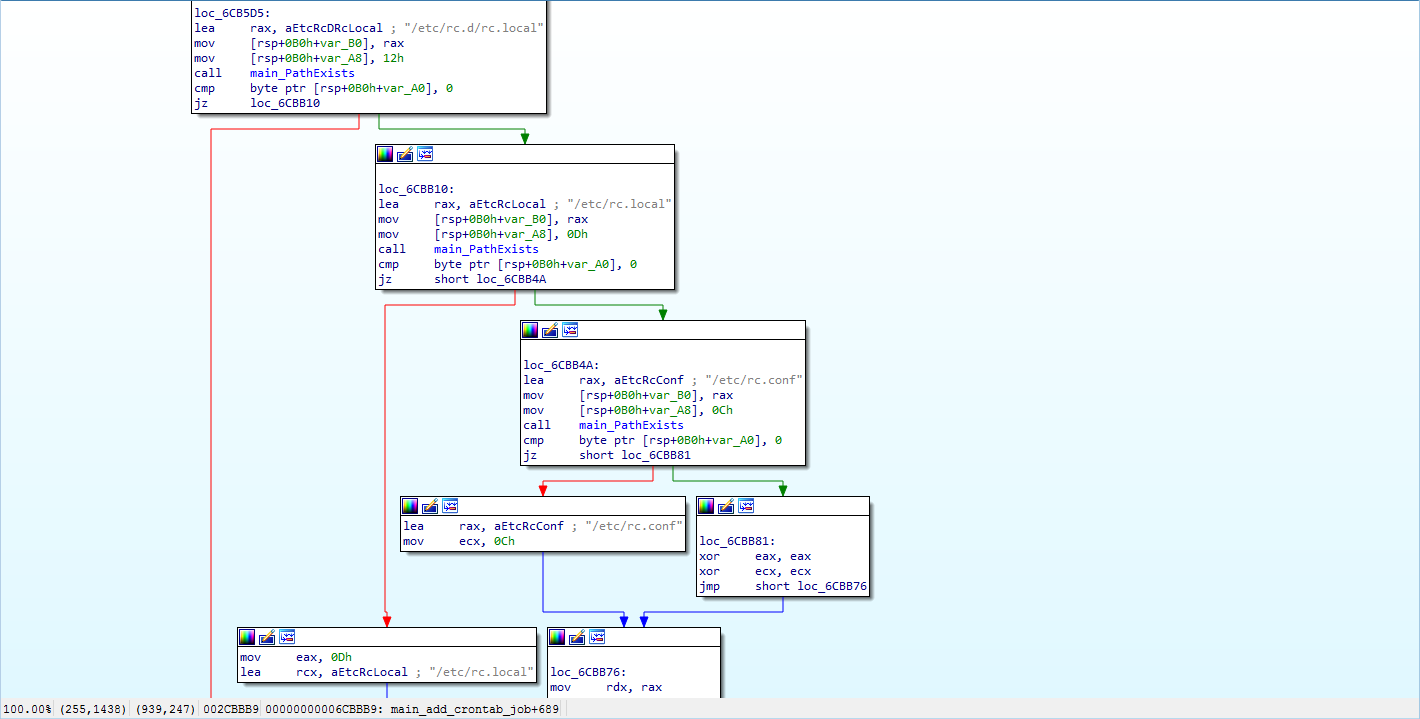 loc_6CB5D5:
lea     rax, aEtcRcDRcLocal ; "/etc/rc.d/rc.local"
mov     [rsp+0B0h+var_B0], rax
mov     [rsp+0B0h+var_A8], 12h
call    main_PathExists
cmp     byte ptr [rsp+0B0h+var_A0], 0
jz      loc_6CBB10
loc_6CBB10:
lea     rax, aEtcRcLocal ; "/etc/rc.local"
mov     [rsp+0B0h+var_B0], rax
mov     [rsp+0B0h+var_A8], 0Dh
call    main_PathExists
cmp     byte ptr [rsp+0B0h+var_A0], 0
jz      short loc_6CBB4A
loc_6CBB4A:
lea     rax, aEtcRcConf ; "/etc/rc.conf"
mov     [rsp+0B0h+var_B0], rax
mov     [rsp+0B0h+var_A8], 0Ch
call    main_PathExists
cmp     byte ptr [rsp+0B0h+var_A0], 0
jz      short loc_6CBB81
lea     rax, aEtcRcConf ; "/etc/rc.conf"
mov     ecx, 0Ch
loc_6CBB81:
xor     eax, eax
xor     ecx, ecx
jmp     short loc_6CBB76
mov     eax, 0Dh
lea     rcx, aEtcRcLocal ; "/etc/rc.local"
loc_6CBB76:
mov     rdx, rax
100.00% (255,1438) (939,247) 002CBBB9 00000000006CBBB9: main_add_crontab_job+689